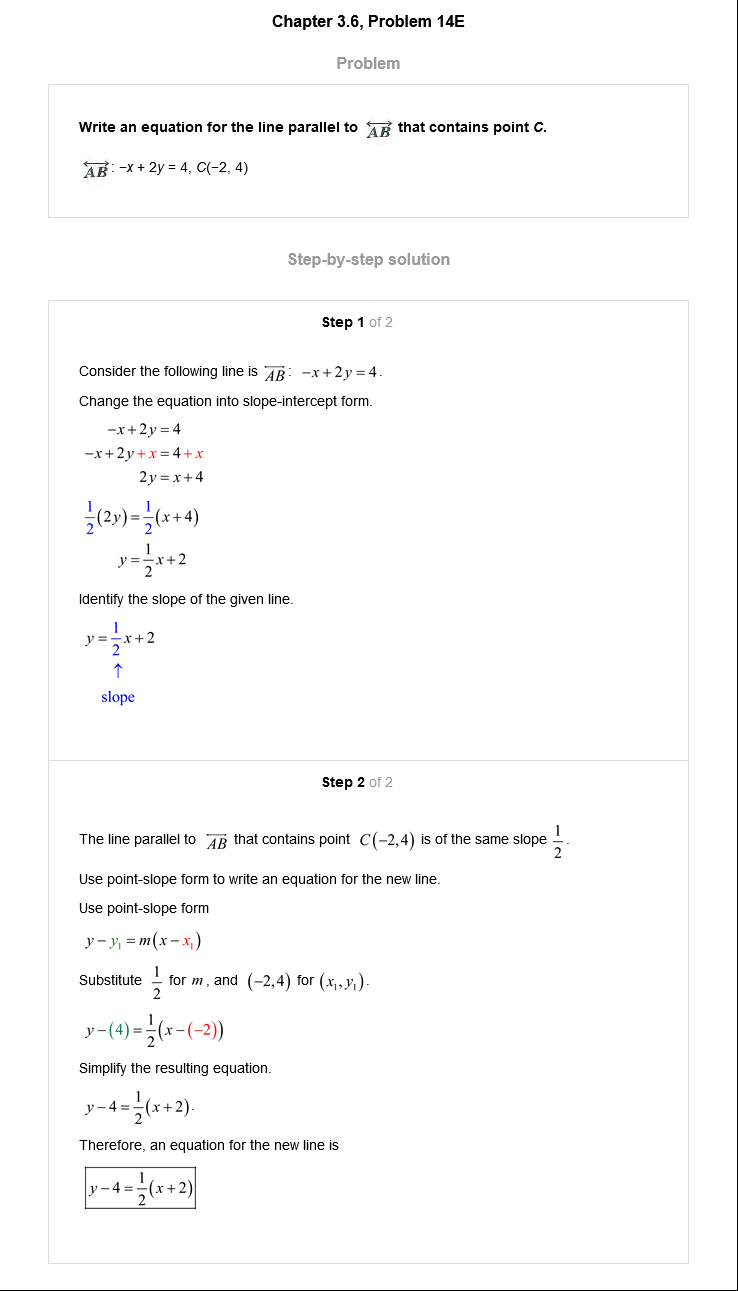 Chapter 3.6, Problem 14E
Problem
Write an equation for the line parallel to $\overleftrightarrow{AB}$ that contains point C.
$\overleftrightarrow{AB}$: −x + 2y = 4, C(−2, 4)
Step-by-step solution
Step 1 of 2
Consider the following line is $\overleftrightarrow{AB}$: −x + 2y = 4.
Change the equation into slope-intercept form.
−x + 2y = 4
−x + 2y + x = 4 + x
2y = x + 4
$\frac{1}{2}$(2y) = $\frac{1}{2}$(x + 4)
y = $\frac{1}{2}$x + 2
Identify the slope of the given line.
y = $\frac{1}{2}$x + 2
↑
slope
Step 2 of 2
The line parallel to $\overleftrightarrow{AB}$ that contains point C(−2,4) is of the same slope $\frac{1}{2}$.
Use point-slope form to write an equation for the new line.
Use point-slope form
y − y₁ = m(x − x₁)
Substitute $\frac{1}{2}$ for m, and (−2,4) for (x₁, y₁).
y − (4) = $\frac{1}{2}$(x − (−2))
Simplify the resulting equation.
y − 4 = $\frac{1}{2}$(x + 2).
Therefore, an equation for the new line is
y − 4 = $\frac{1}{2}$(x + 2)